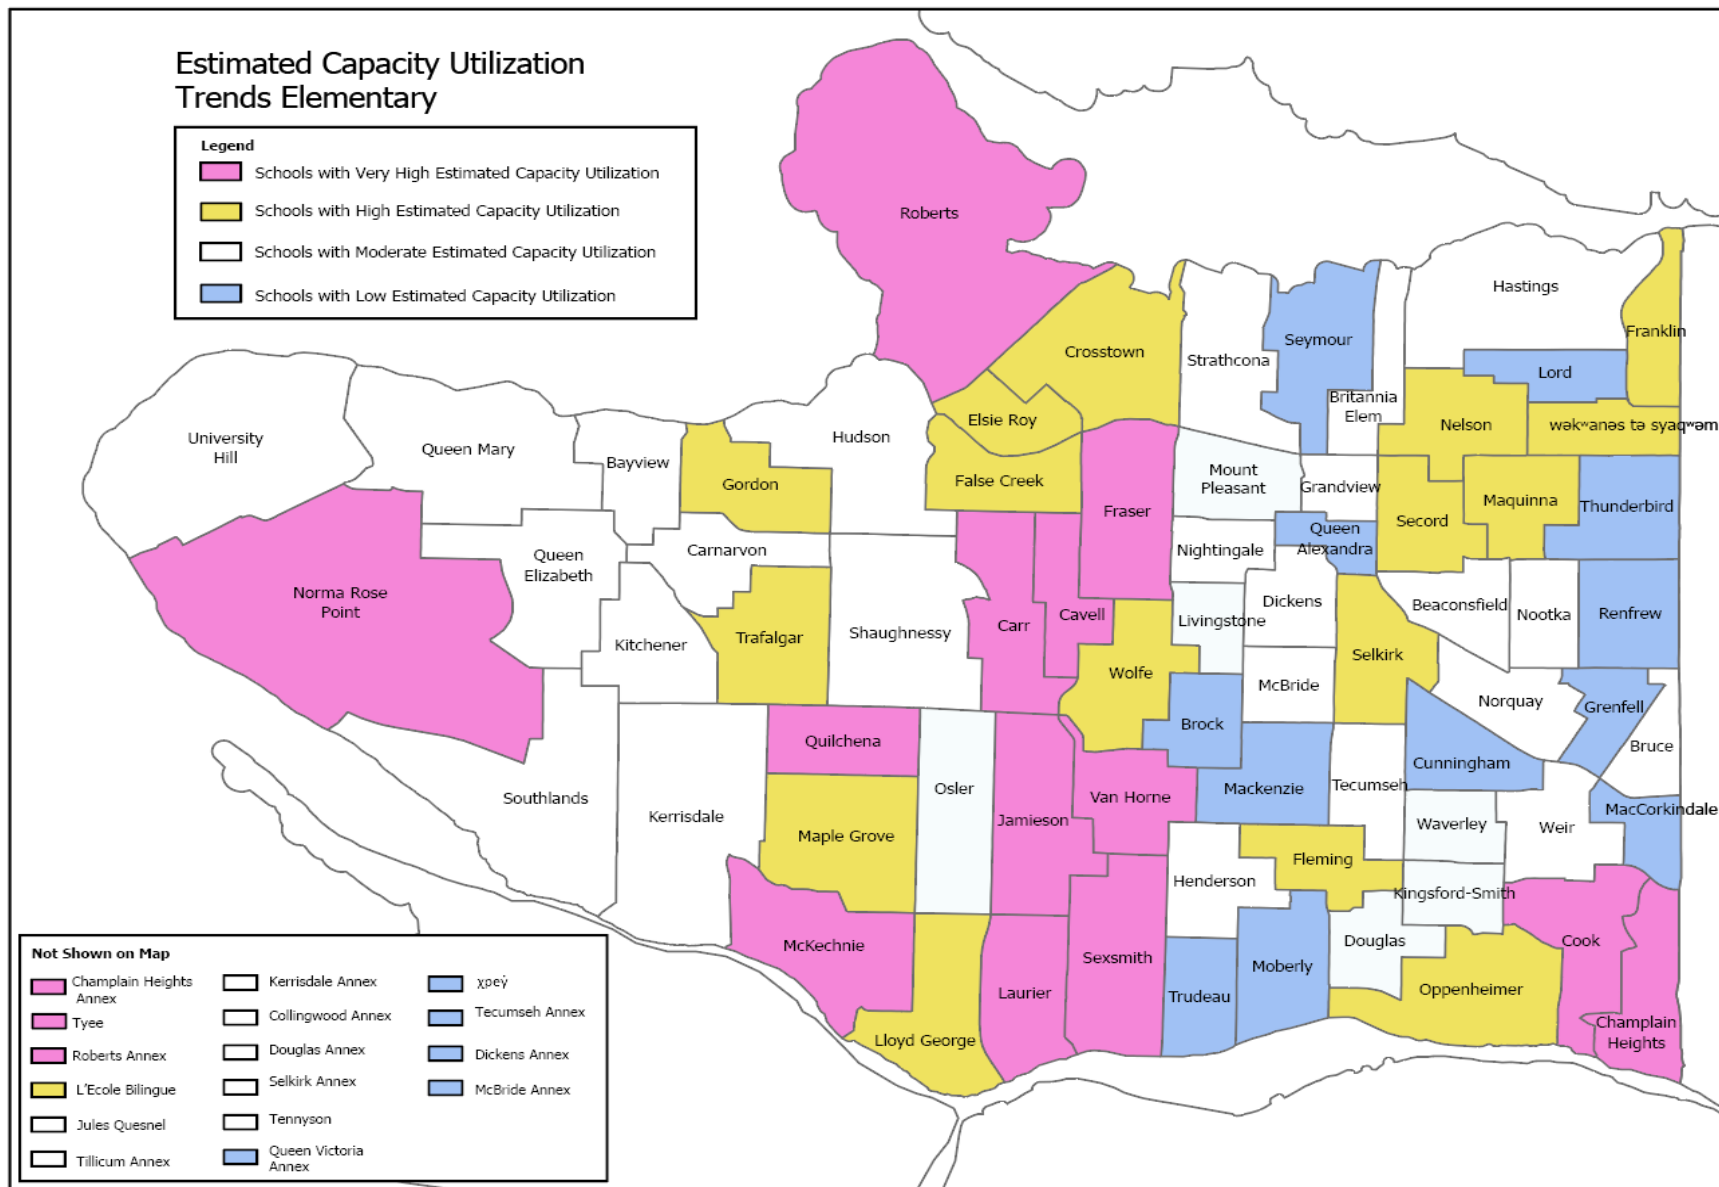 Estimated Capacity Utilization
Trends Elementary
Legend
Schools with Very High Estimated Capacity Utilization
Schools with High Estimated Capacity Utilization
Schools with Moderate Estimated Capacity Utilization
Schools with Low Estimated Capacity Utilization
Roberts
Hastings
Franklin
Crosstown
Strathcona
Seymour
Lord
Britannia
Elem
Elsie Roy
Nelson
wəkʷanəs tə syaqʷəm
Hudson
University
Hill
Queen Mary
Bayview
Gordon
False Creek
Mount
Pleasant
Grandview
Maquinna
Thunderbird
Fraser
Secord
Queen
Alexandra
Nightingale
Carnarvon
Queen
Elizabeth
Norma Rose
Point
Dickens
Beaconsfield
Nootka
Renfrew
Livingstone
Cavell
Carr
Shaughnessy
Trafalgar
Kitchener
Wolfe
Selkirk
McBride
Norquay
Grenfell
Brock
Bruce
Quilchena
Cunningham
Osler
Southlands
Kerrisdale
Van Horne
Mackenzie
Tecumseh
MacCorkindale
Jamieson
Waverley
Weir
Maple Grove
Fleming
Henderson
Kingsford-Smith
McKechnie
Sexsmith
Douglas
Cook
Moberly
Laurier
Trudeau
Oppenheimer
Lloyd George
Champlain
Heights
Not Shown on Map
Champlain Heights
Annex
Tyee
Roberts Annex
L'Ecole Bilingue
Jules Quesnel
Tillicum Annex
Kerrisdale Annex
Collingwood Annex
Douglas Annex
Selkirk Annex
Tennyson
Queen Victoria
Annex
χpey̓
Tecumseh Annex
Dickens Annex
McBride Annex